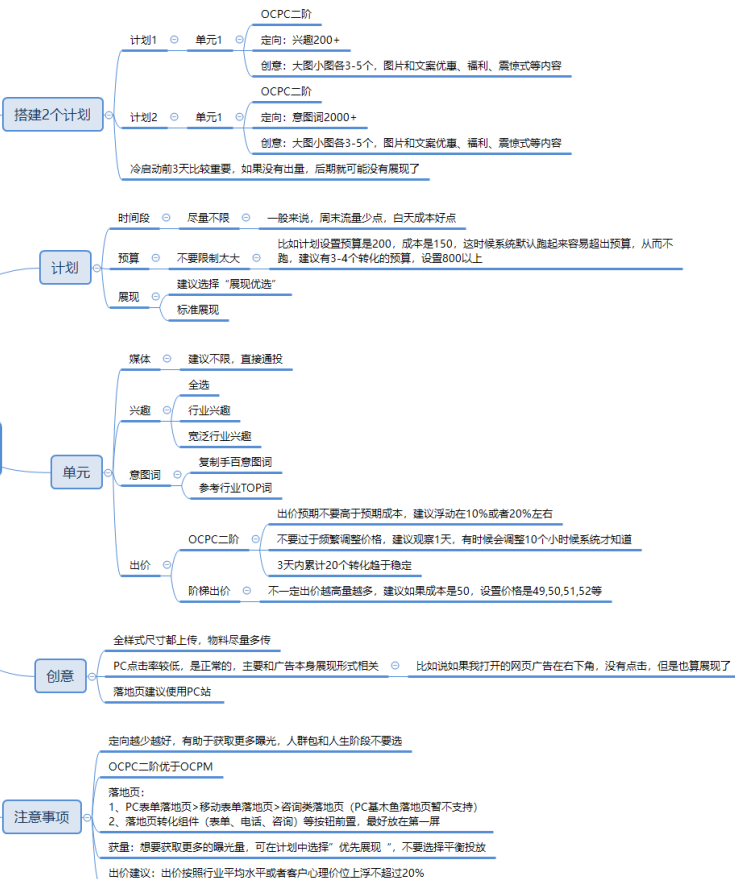 搭建2个计划
计划1
单元1
OCPC二阶
定向：兴趣200+
创意：大图小图各3-5个，图片和文案优惠、福利、震惊式等内容
计划2
单元1
OCPC二阶
定向：意图词2000+
创意：大图小图各3-5个，图片和文案优惠、福利、震惊式等内容
冷启动前3天比较重要，如果没有出量，后期就可能没有展现了
计划
时间段
尽量不限
一般来说，周末流量少点，白天成本好点
预算
不要限制太大
比如计划设置预算是200，成本是150，这时候系统默认跑起来容易超出预算，从而不
跑，建议有3-4个转化的预算，设置800以上
展现
建议选择“展现优选”
标准展现
单元
媒体
建议不限，直接通投
兴趣
全选
行业兴趣
宽泛行业兴趣
意图词
复制手百意图词
参考行业TOP词
出价
OCPC二阶
出价预期不要高于预期成本，建议浮动在10%或者20%左右
不要过于频繁调整价格，建议观察1天，有时候会调整10个小时候系统才知道
3天内累计20个转化趋于稳定
阶梯出价
不一定出价越高量越多，建议如果成本是50，设置价格是49,50,51,52等
创意
全样式尺寸都上传，物料尽量多传
PC点击率较低，是正常的，主要和广告本身展现形式相关
比如说如果我打开的网页广告在右下角，没有点击，但是也算展现了
落地页建议使用PC站
注意事项
定向越少越好，有助于获取更多曝光，人群包和人生阶段不要选
OCPC二阶优于OCPM
落地页：
1、PC表单落地页>移动表单落地页>咨询类落地页（PC基木鱼落地页暂不支持）
2、落地页转化组件（表单、电话、咨询）等按钮前置，最好放在第一屏
获量：想要获取更多的曝光量，可在计划中选择”优先展现“，不要选择平衡投放
出价建议：出价按照行业平均水平或者客户心理价位上浮不超过20%